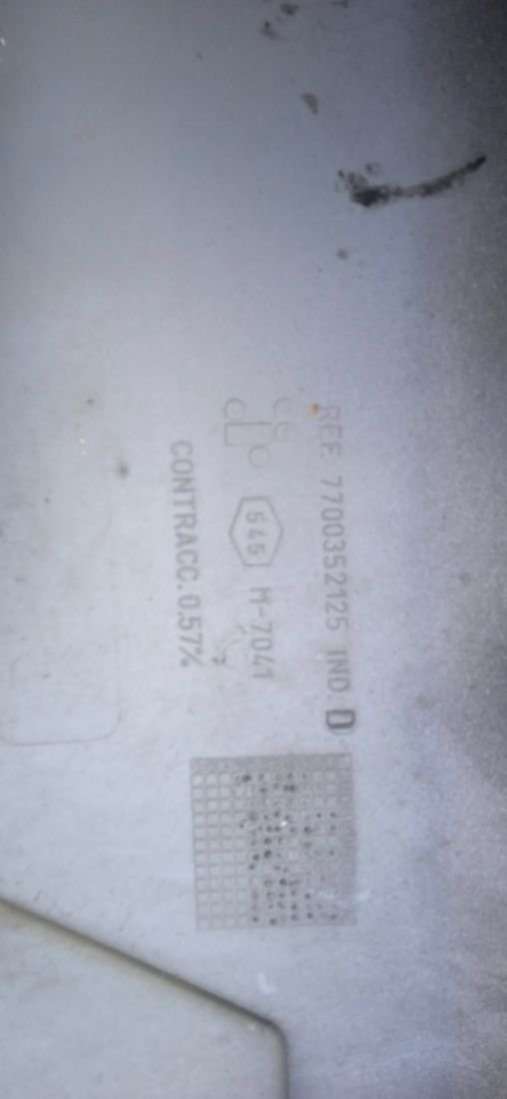 REF 7700352125 IND D
545 M-7041
CONTRACC. 0.57%